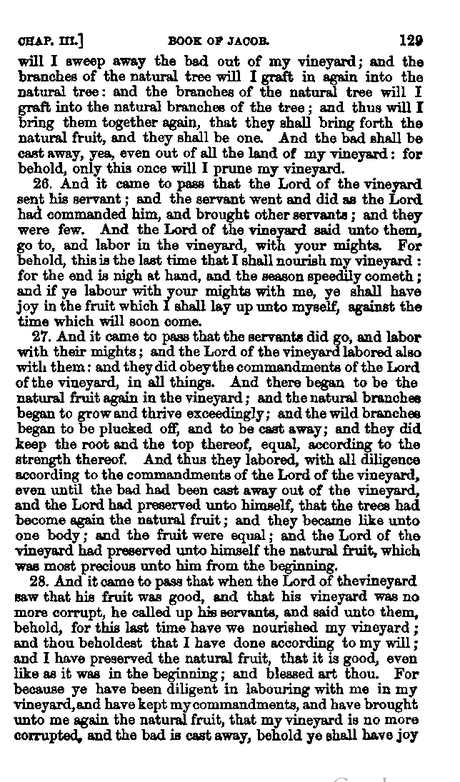 CHAP. III.] BOOK OF JACOB. 129
will I sweep away the bad out of my vineyard; and the
branches of the natural tree will I graft in again into the
natural tree: and the branches of the natural tree will I
graft into the natural branches of the tree; and thus will I
bring them together again, that they shall bring forth the
natural fruit, and they shall be one. And the bad shall be
cast away, yea, even out of all the land of my vineyard: for
behold, only this once will I prune my vineyard.
26. And it came to pass that the Lord of the vineyard
sent his servant; and the servant went and did as the Lord
had commanded him, and brought other servants; and they
were few. And the Lord of the vineyard said unto them,
go to, and labor in the vineyard, with your mights. For
behold, this is the last time that I shall nourish my vineyard:
for the end is nigh at hand, and the season speedily cometh;
and if ye labour with your mights with me, ye shall have
joy in the fruit which I shall lay up unto myself, against the
time which will soon come.
27. And it came to pass that the servants did go, and labor
with their mights; and the Lord of the vineyard labored also
with them: and they did obey the commandments of the Lord
of the vineyard, in all things. And there began to be the
natural fruit again in the vineyard; and the natural branches
began to grow and thrive exceedingly; and the wild branches
began to be plucked off, and to be cast away; and they did
keep the root and the top thereof, equal, according to the
strength thereof. And thus they labored, with all diligence
according to the commandments of the Lord of the vineyard,
even until the bad had been cast away out of the vineyard,
and the Lord had preserved unto himself, that the trees had
become again the natural fruit; and they became like unto
one body; and the fruit were equal; and the Lord of the
vineyard had preserved unto himself the natural fruit, which
was most precious unto him from the beginning.
28. And it came to pass that when the Lord of thevineyard
saw that his fruit was good, and that his vineyard was no
more corrupt, he called up his servants, and said unto them,
behold, for this last time have we nourished my vineyard;
and thou beholdest that I have done according to my will;
and I have preserved the natural fruit, that it is good, even
like as it was in the beginning; and blessed art thou. For
because ye have been diligent in labouring with me in my
vineyard, and have kept my commandments, and have brought
unto me again the natural fruit, that my vineyard is no more
corrupted, and the bad is cast away, behold ye shall have joy